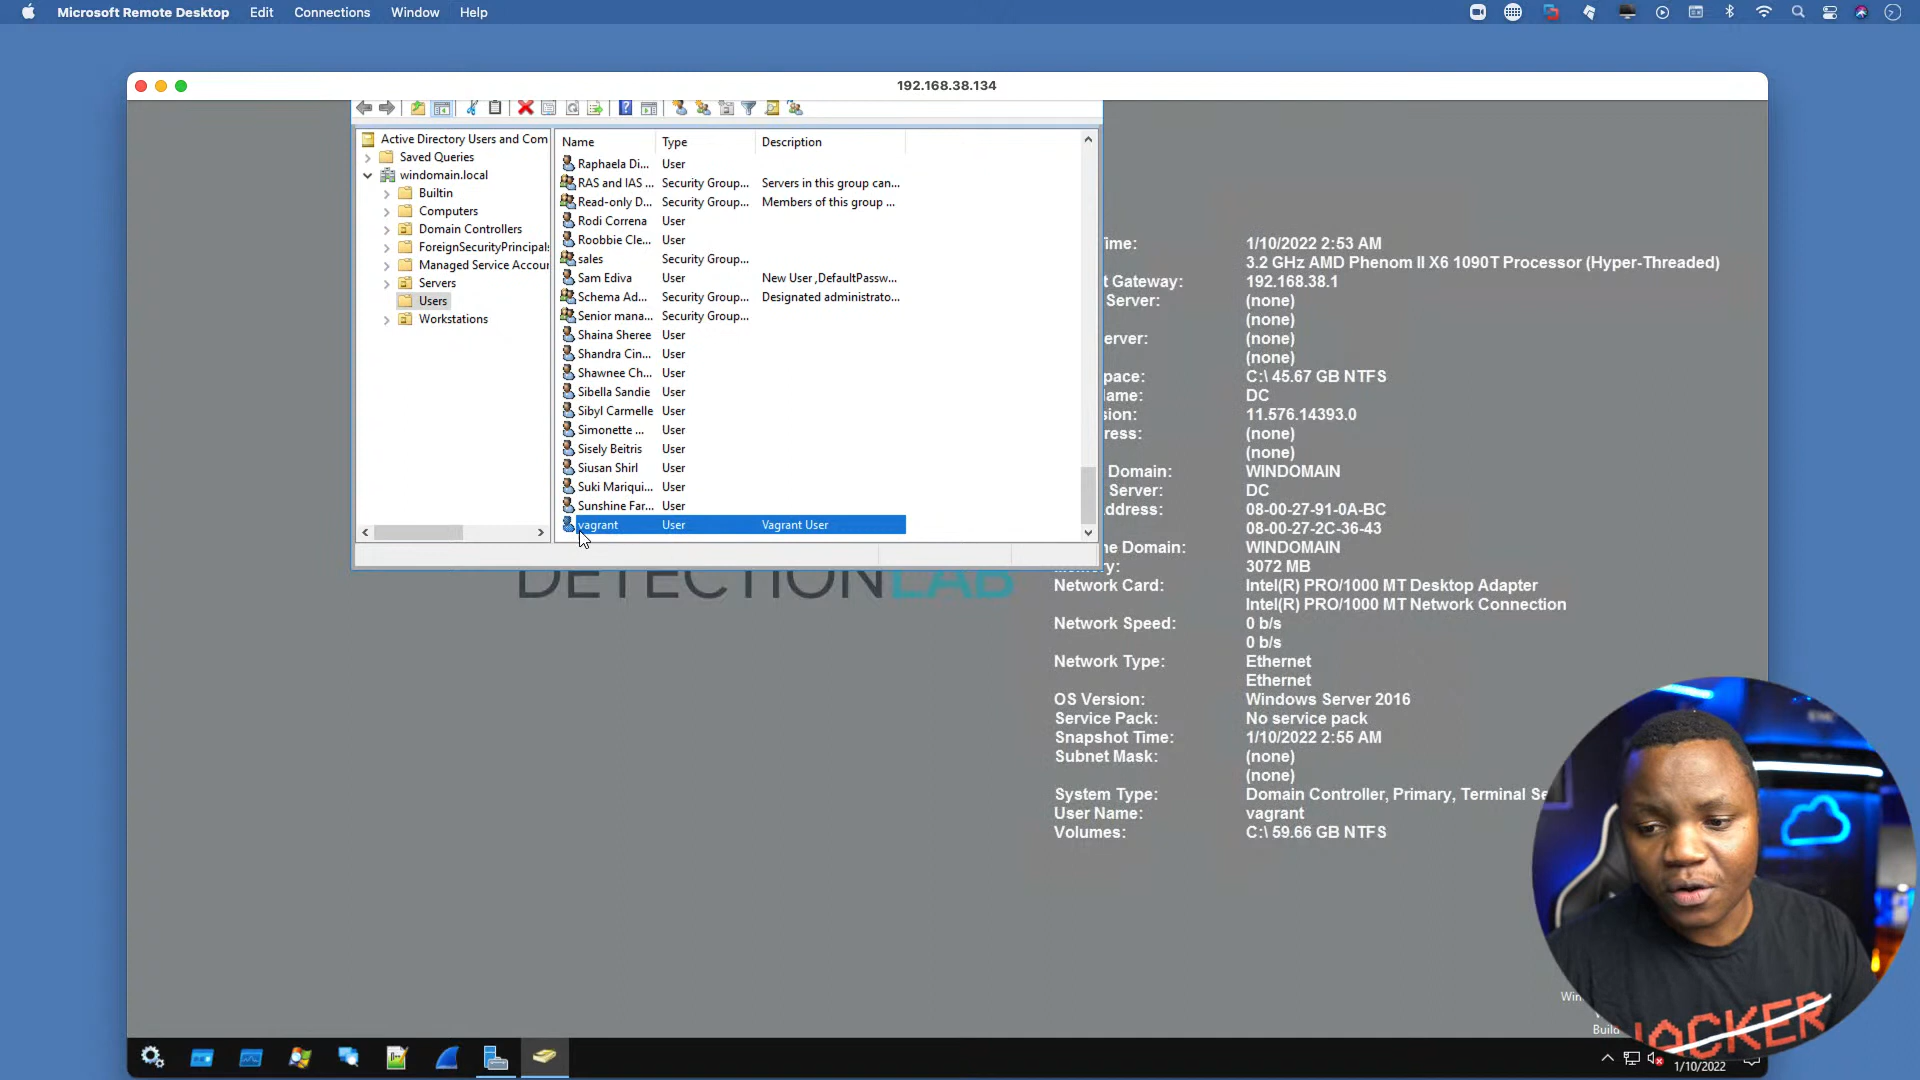 Microsoft Remote Desktop Edit Connections Window Help
192.168.38.134
Active Directory Users and Com
Saved Queries
windomain.local
Builtin
Computers
Domain Controllers
ForeignSecurityPrincipals
Managed Service Accour
Servers
Users
Workstations
Name Type Description
Raphaela Di... User
RAS and IAS ... Security Group... Servers in this group can...
Read-only D... Security Group... Members of this group ...
Rodi Correna User
Roobbie Cle... User
sales Security Group...
Sam Ediva User New User ,DefaultPassw...
Schema Ad... Security Group... Designated administrato...
Senior mana... Security Group...
Shaina Sheree User
Shandra Cin... User
Shawnee Ch... User
Sibella Sandie User
Sibyl Carmelle User
Simonette ... User
Sisely Beitris User
Siusan Shirl User
Suki Mariqui... User
Sunshine Far... User
vagrant User Vagrant User
DETECTIONLAB
ime: 1/10/2022 2:53 AM
3.2 GHz AMD Phenom II X6 1090T Processor (Hyper-Threaded)
t Gateway: 192.168.38.1
Server: (none)
(none)
erver: (none)
(none)
pace: C:\ 45.67 GB NTFS
ame: DC
sion: 11.576.14393.0
ress: (none)
(none)
Domain: WINDOMAIN
Server: DC
ddress: 08-00-27-91-0A-BC
08-00-27-2C-36-43
ne Domain: WINDOMAIN
Memory: 3072 MB
Network Card: Intel(R) PRO/1000 MT Desktop Adapter
Intel(R) PRO/1000 MT Network Connection
Network Speed: 0 b/s
0 b/s
Network Type: Ethernet
Ethernet
OS Version: Windows Server 2016
Service Pack: No service pack
Snapshot Time: 1/10/2022 2:55 AM
Subnet Mask: (none)
(none)
System Type: Domain Controller, Primary, Terminal Se
User Name: vagrant
Volumes: C:\ 59.66 GB NTFS
Win
Build
1/10/2022